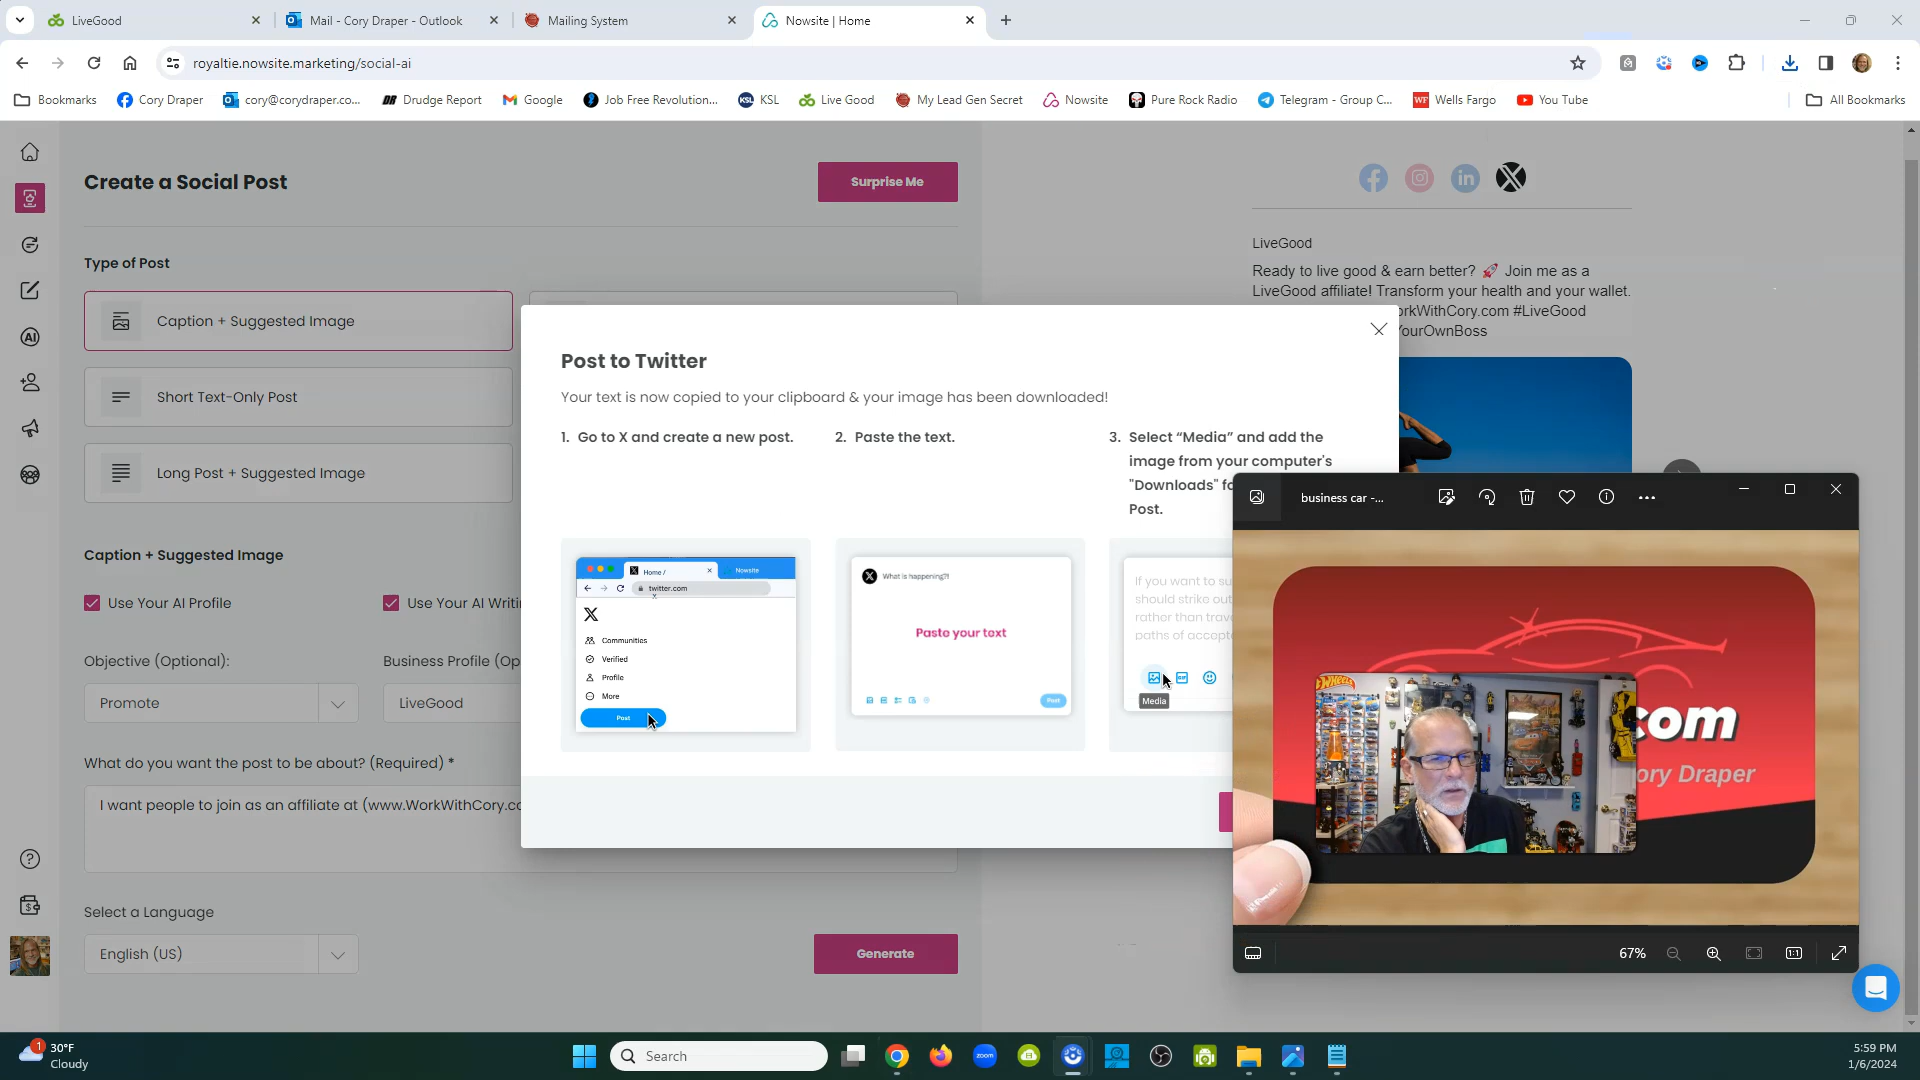 LiveGood
Mail - Cory Draper - Outlook
Mailing System
Nowsite | Home
royaltie.nowsite.marketing/social-ai
Bookmarks
Cory Draper
cory@corydraper.co...
Drudge Report
Google
Job Free Revolution...
KSL
Live Good
My Lead Gen Secret
Nowsite
Pure Rock Radio
Telegram - Group C...
Wells Fargo
You Tube
All Bookmarks
Create a Social Post
Surprise Me
Type of Post
Caption + Suggested Image
Short Text-Only Post
Long Post + Suggested Image
Caption + Suggested Image
Use Your AI Profile
Use Your AI Writi
Objective (Optional):
Business Profile (Op
Promote
LiveGood
What do you want the post to be about? (Required) *
I want people to join as an affiliate at (www.WorkWithCory.co
Select a Language
English (US)
Generate
LiveGood
Ready to live good & earn better? 🚀 Join me as a
LiveGood affiliate! Transform your health and your wallet.
orkWithCory.com #LiveGood
YourOwnBoss
Post to Twitter
Your text is now copied to your clipboard & your image has been downloaded!
1. Go to X and create a new post.
2. Paste the text.
3. Select “Media” and add the
image from your computer's
"Downloads" fo
Post.
Home /
Nowsite
twitter.com
Communities
Verified
Profile
More
Post
What is happening?!
Paste your text
Post
If you want to su
should strike out
rather than trave
paths of accepte
Media
business car -...
.com
ory Draper
HOT WHEELS
67%
AI
1
30°F
Cloudy
Search
zoom
5:59 PM
1/6/2024